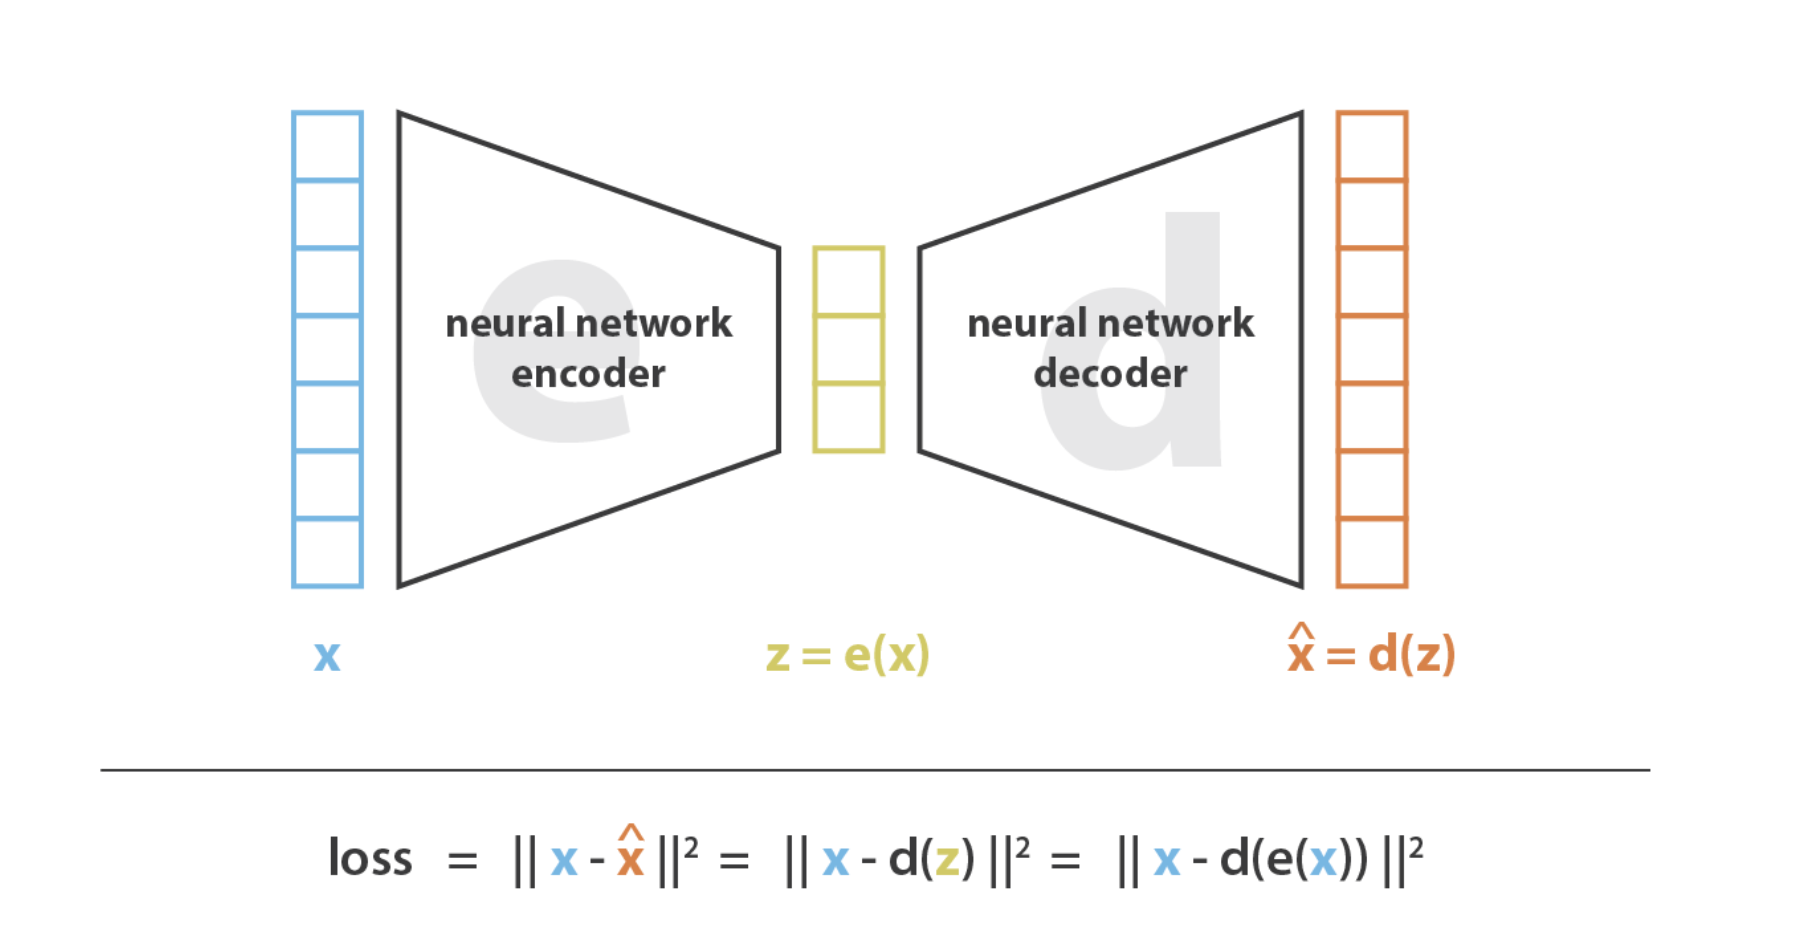 e
neural network
encoder
d
neural network
decoder
x
z = e(x)
x̂ = d(z)
loss = || x - x̂ ||² = || x - d(z) ||² = || x - d(e(x)) ||²